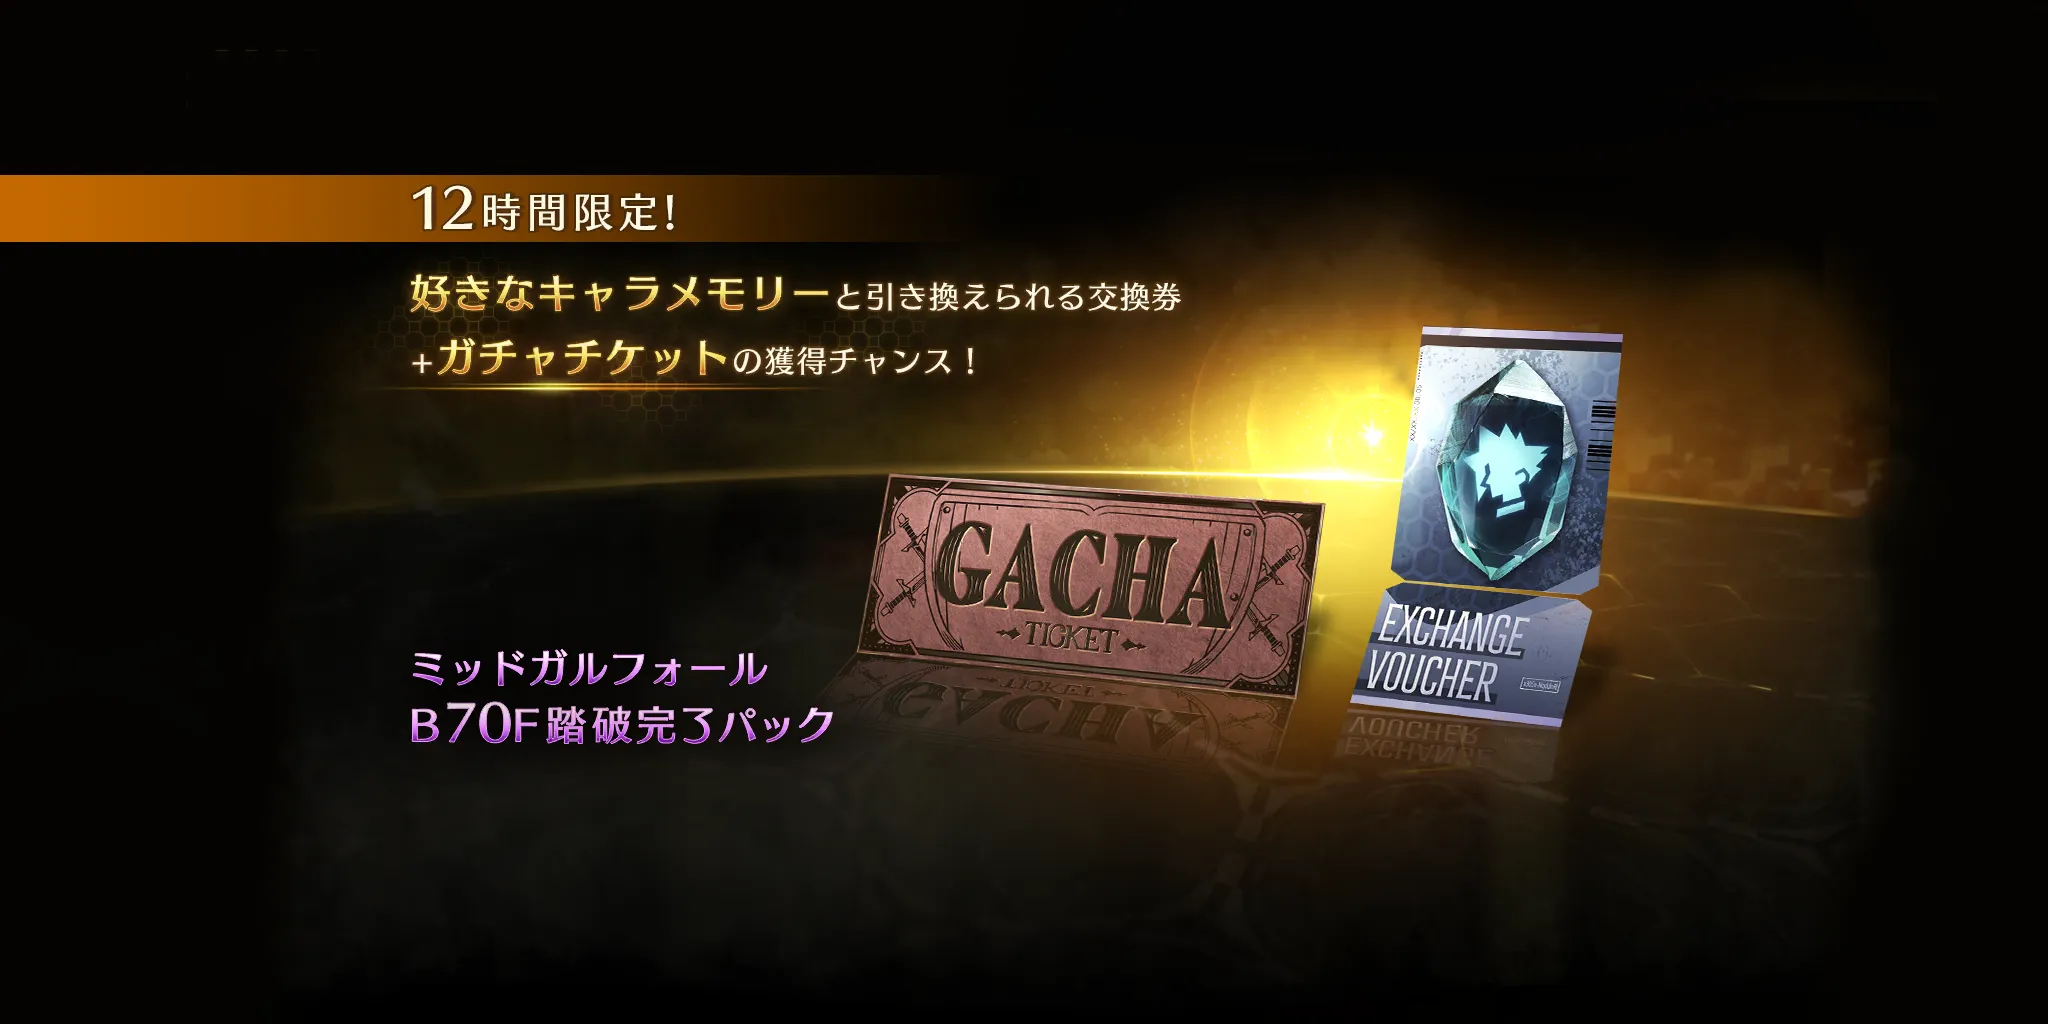 12時間限定!
好きなキャラメモリーと引き換えられる交換券
+ガチャチケットの獲得チャンス！
GACHA
TICKET
EXCHANGE
VOUCHER
ミッドガルフォール
B70F踏破完了パック